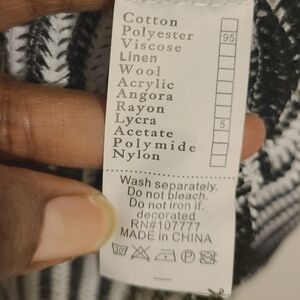 Cotton
Polyester 95
Viscose
Linen
Wool
Acrylic
Angora
Rayon
Lycra 5
Acetate
Polymide
Nylon
Wash separately.
Do not bleach.
Do not iron if.
decorated
RN#107777
MADE in CHINA